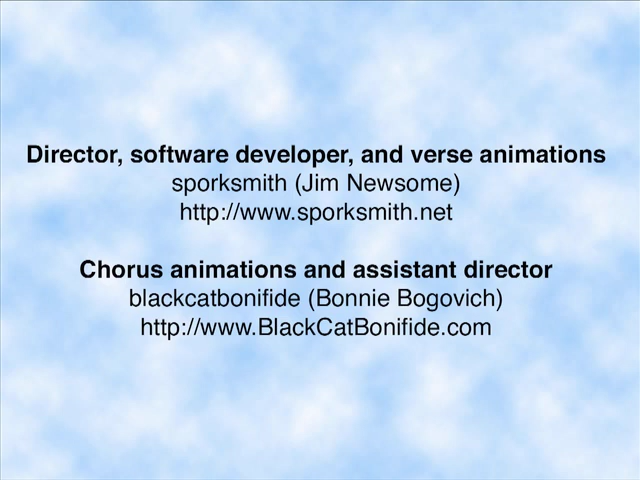 Director, software developer, and verse animations
sporksmith (Jim Newsome)
http://www.sporksmith.net
Chorus animations and assistant director
blackcatbonifide (Bonnie Bogovich)
http://www.BlackCatBonifide.com